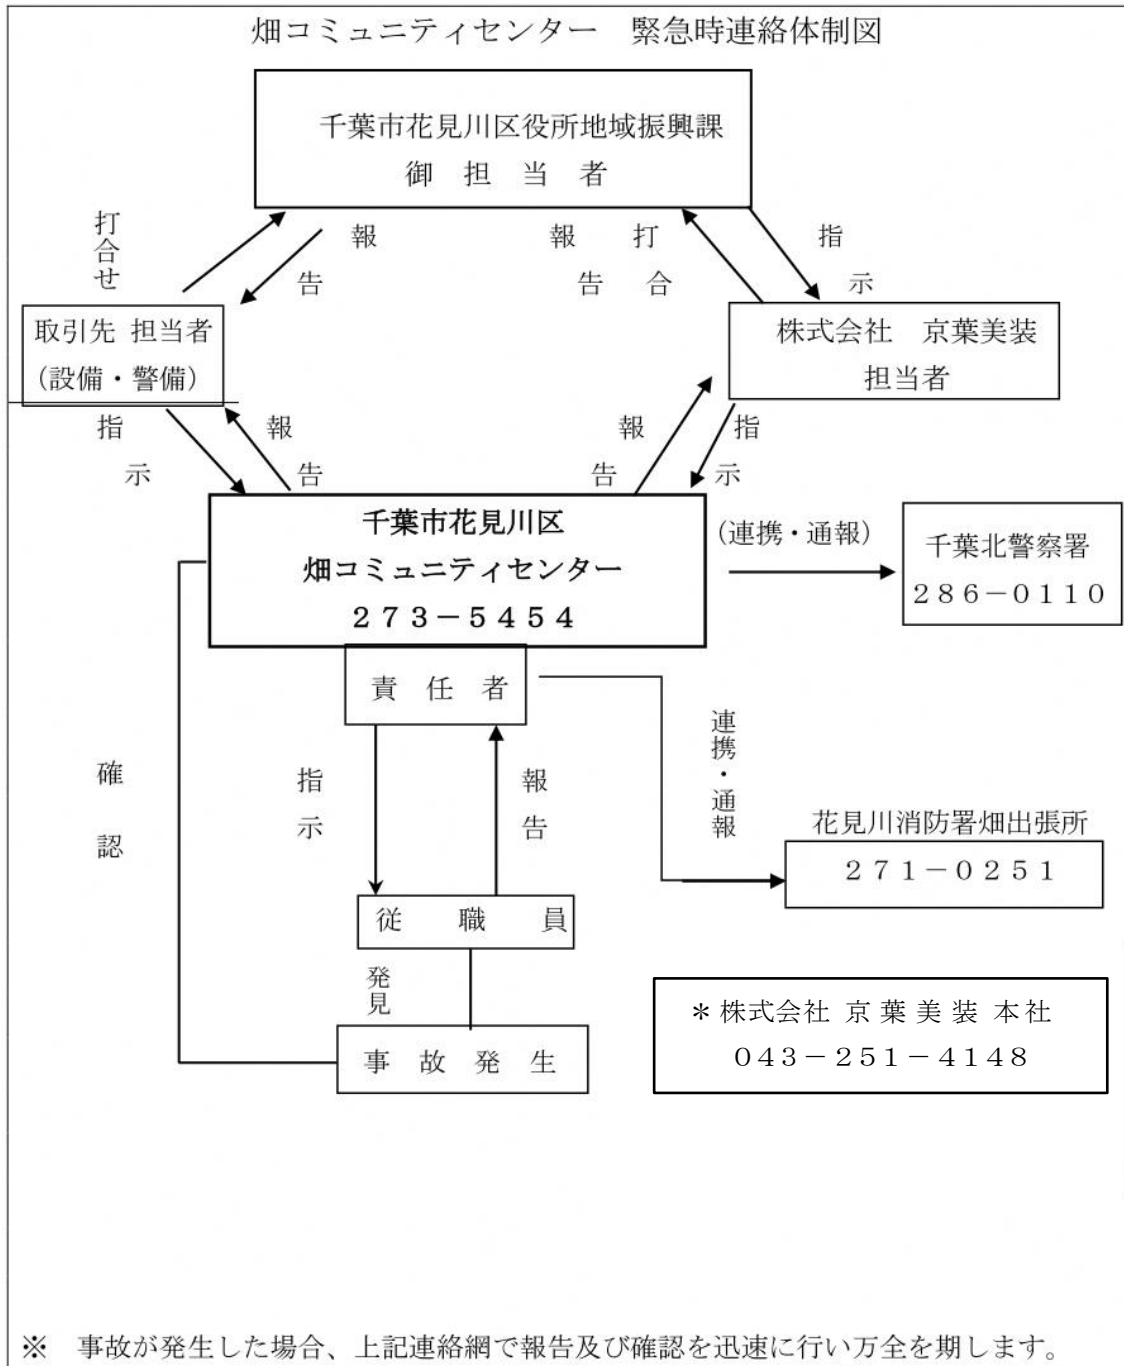 畑コミュニティセンター　緊急時連絡体制図
千葉市花見川区役所地域振興課
御　担　当　者
打合せ
報告
報告
打合
指示
取引先 担当者
(設備・警備)
株式会社　京葉美装
担当者
指示
報告
報告
指示
千葉市花見川区
畑コミュニティセンター
２７３－５４５４
(連携・通報)
千葉北警察署
２８６－０１１０
責　任　者
確認
指示
報告
連携・通報
花見川消防署畑出張所
２７１－０２５１
従　職　員
発見
事　故　発　生
＊株式会社 京 葉 美 装 本社
０４３－２５１－４１４８
※　事故が発生した場合、上記連絡網で報告及び確認を迅速に行い万全を期します。